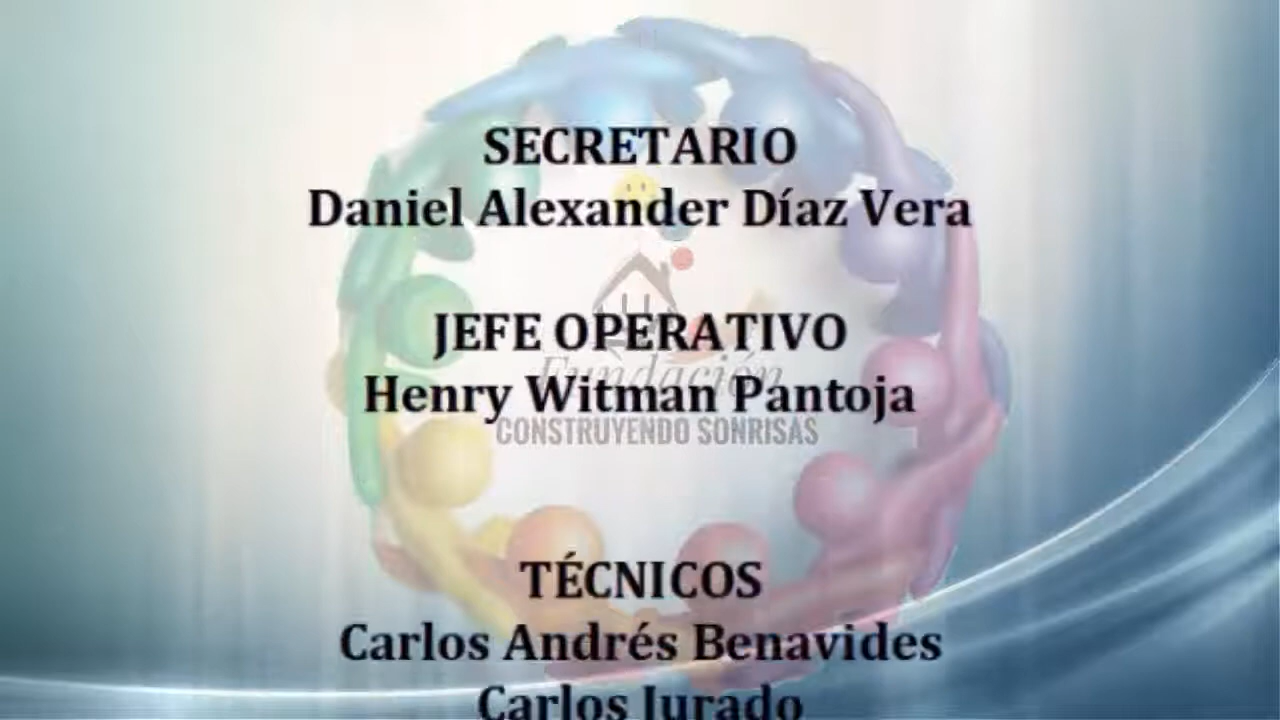 SECRETARIO
Daniel Alexander Díaz Vera
JEFE OPERATIVO
Fundación
Henry Witman Pantoja
CONSTRUYENDO SONRISAS
TÉCNICOS
Carlos Andrés Benavides
Carlos Jurado